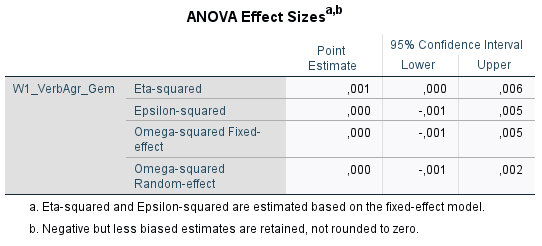 ANOVA Effect Sizesa,b
Point Estimate 95% Confidence Interval
Lower Upper
W1_VerbAgr_Gem Eta-squared ,001 ,000 ,006
Epsilon-squared ,000 -,001 ,005
Omega-squared Fixed-
effect ,000 -,001 ,005
Omega-squared
Random-effect ,000 -,001 ,002
a. Eta-squared and Epsilon-squared are estimated based on the fixed-effect model.
b. Negative but less biased estimates are retained, not rounded to zero.